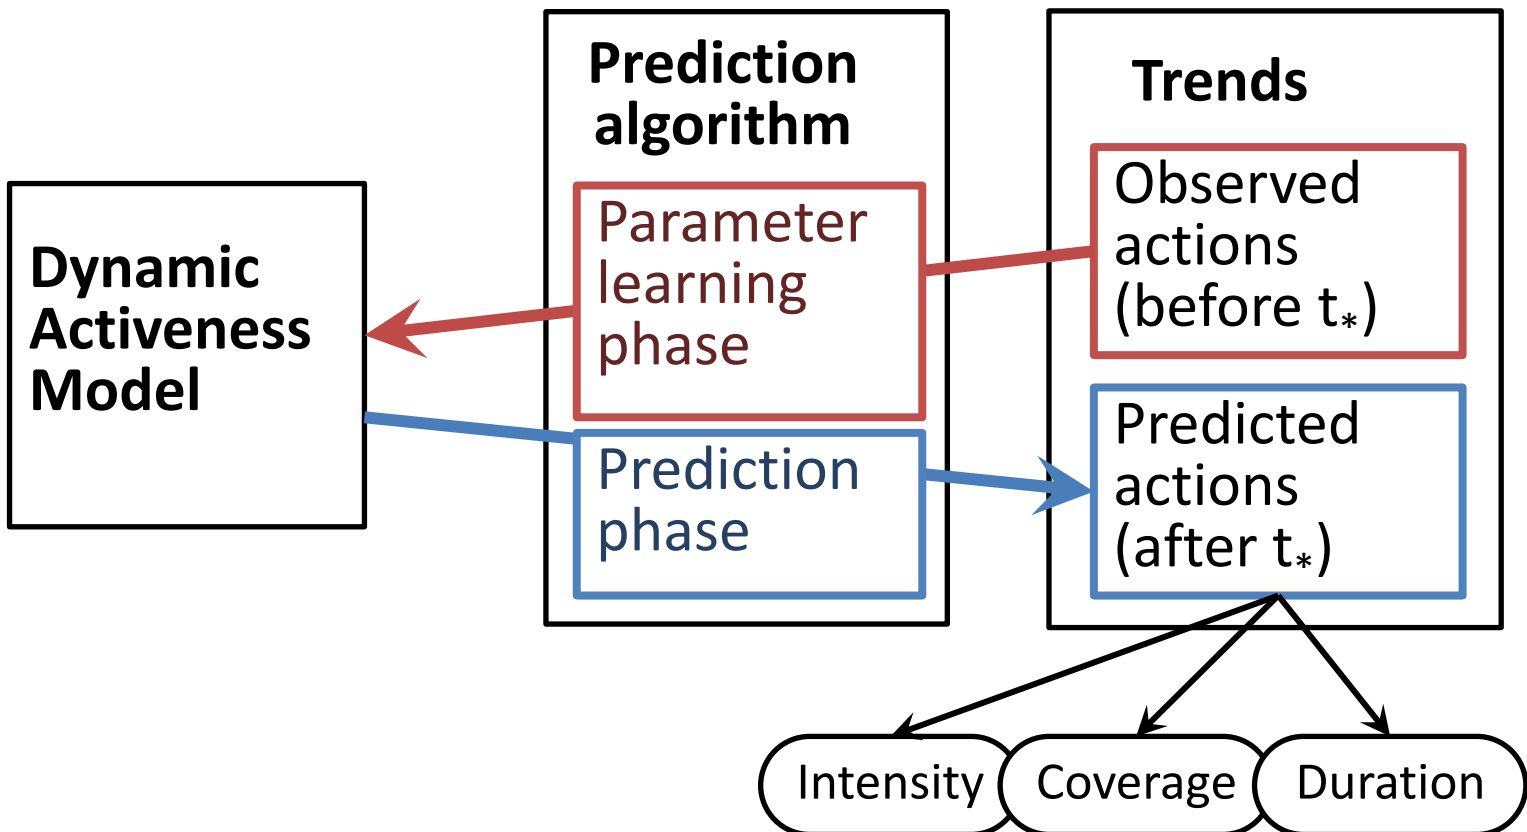 Dynamic
Activeness
Model
Prediction
algorithm
Parameter
learning
phase
Prediction
phase
Trends
Observed
actions
(before t*)
Predicted
actions
(after t*)
Intensity
Coverage
Duration